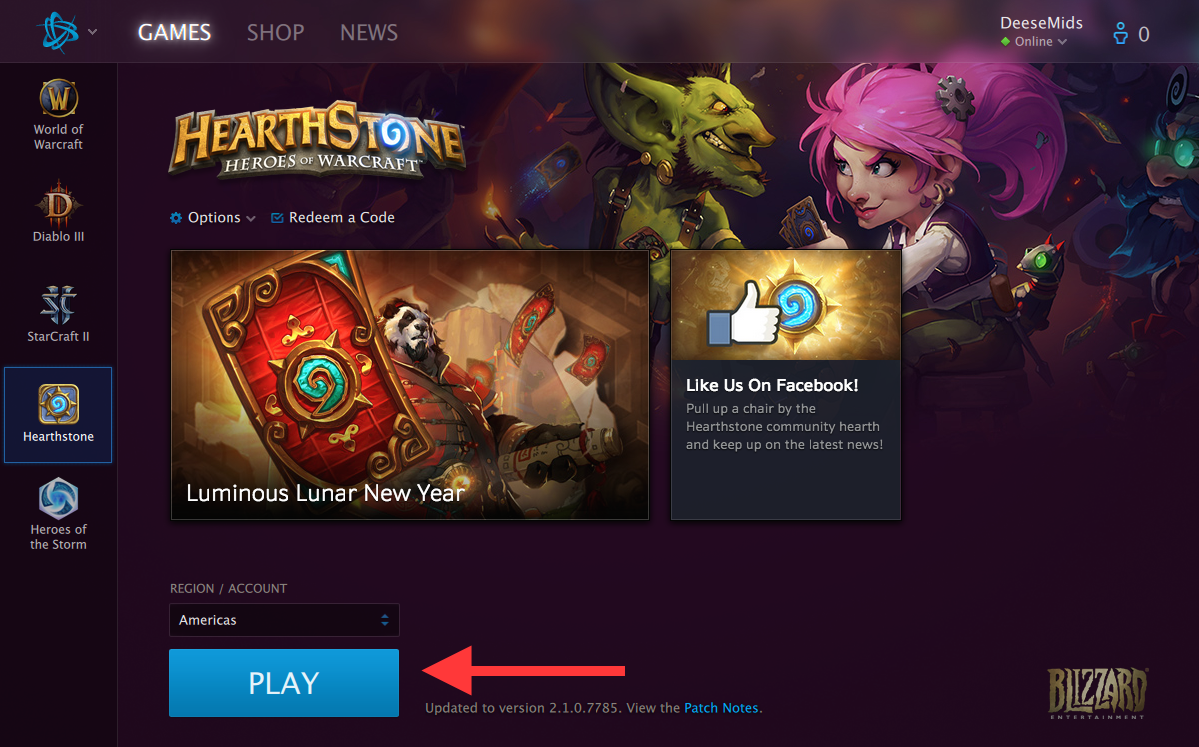 GAMES SHOP NEWS
DeeseMids
Online
0
World of
Warcraft
Diablo III
StarCraft II
Hearthstone
Heroes of
the Storm
HEARTHSTONE
HEROES OF WARCRAFT™
Options Redeem a Code
Luminous Lunar New Year
Like Us On Facebook!
Pull up a chair by the
Hearthstone community hearth
and keep up on the latest news!
REGION / ACCOUNT
Americas
PLAY
Updated to version 2.1.0.7785. View the Patch Notes.
BLIZZARD
ENTERTAINMENT